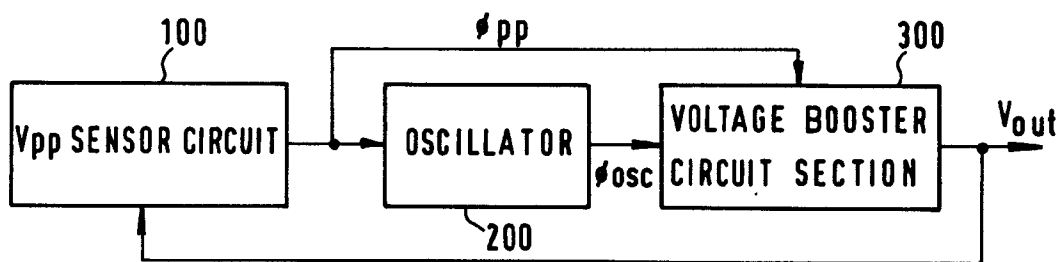 100
ϕpp
300
Vpp SENSOR CIRCUIT
OSCILLATOR
ϕosc
VOLTAGE BOOSTER
CIRCUIT SECTION
Vout
200